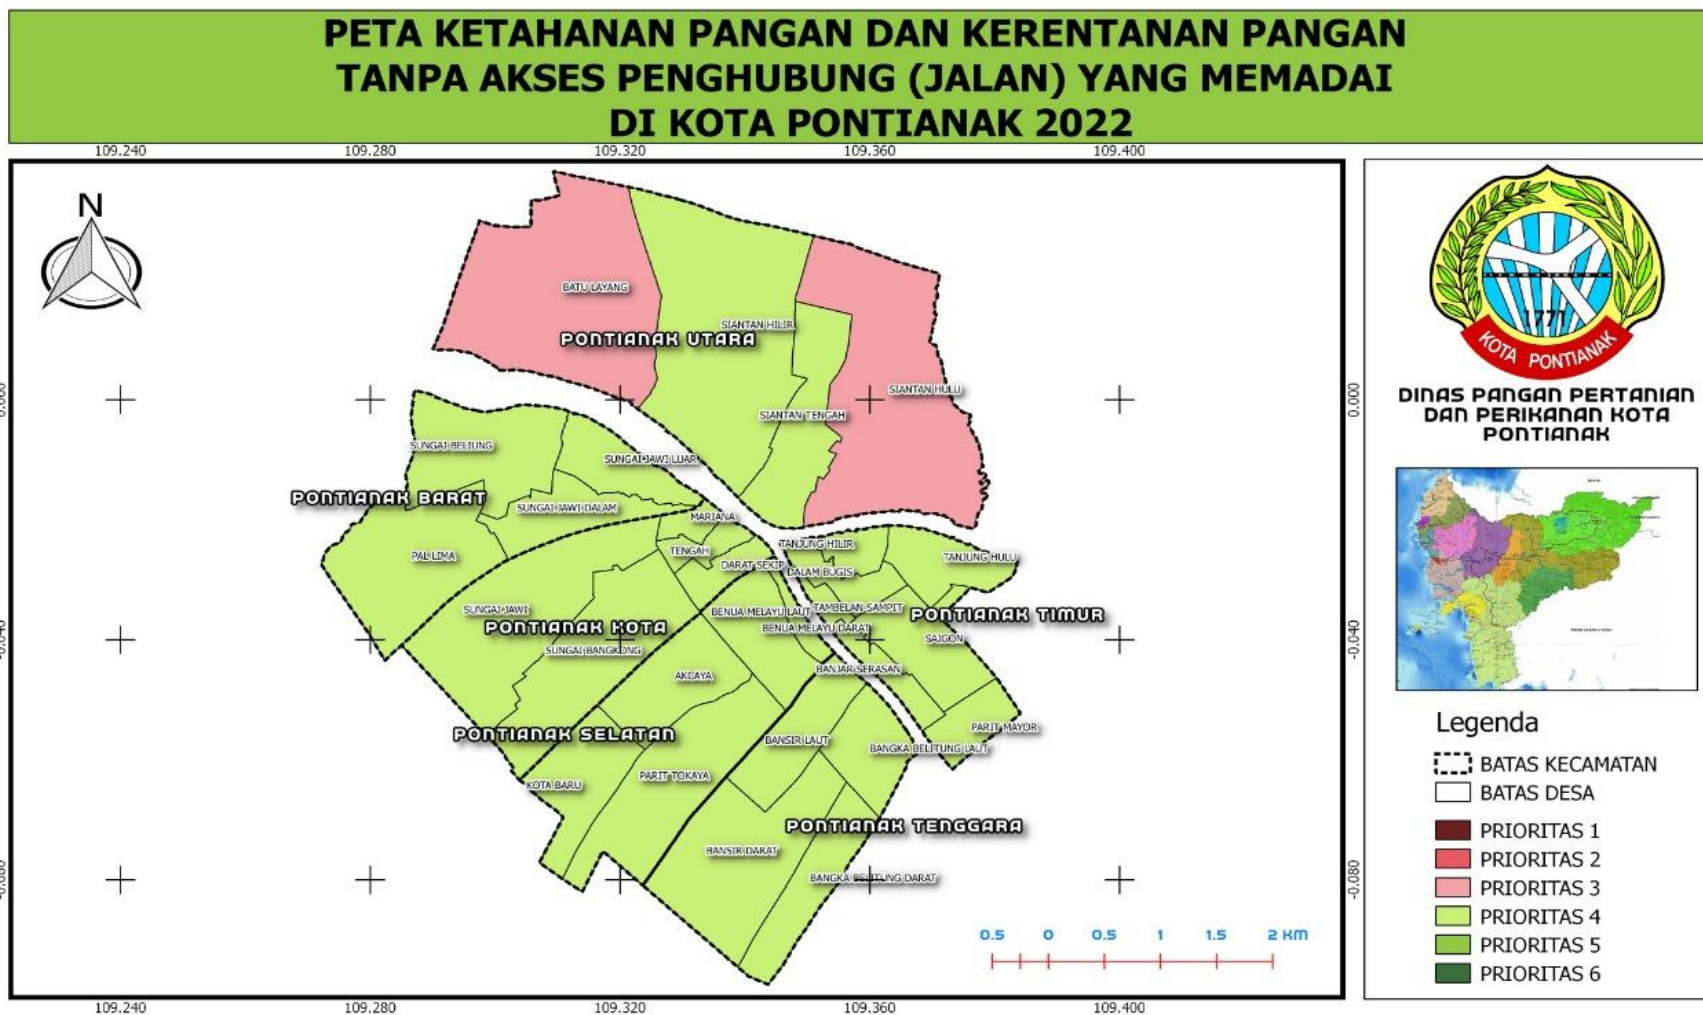 PETA KETAHANAN PANGAN DAN KERENTANAN PANGAN
TANPA AKSES PENGHUBUNG (JALAN) YANG MEMADAI
DI KOTA PONTIANAK 2022
109.240
109.280
109.320
109.360
109.400
N
BATU LAYANG
SIANTAN HILIR
PONTIANAK UTARA
SIANTAN HULU
SIANTAN TENGAH
0.000
SUNGAI BELIUNG
SUNGAI JAWI LUAR
PONTIANAK BARAT
SUNGAI JAWI DALAM
MARIANA
PAL LIMA
TENGAH
TANJUNG HILIR
TANJUNG HULU
DARAT SEKIP
DALAM BUGIS
SUNGAI JAWI
BENUA MELAYU LAUT
TAMBELAN SAMPIT
PONTIANAK TIMUR
PONTIANAK KOTA
BENUA MELAYU DARAT
SAIGON
-0.040
SUNGAI BANGKONG
AKCAYA
BANJAR SERASAN
PONTIANAK SELATAN
BANSIR LAUT
PARIT MAYOR
BANGKA BELITUNG LAUT
KOTA BARU
PARIT TOKAYA
PONTIANAK TENGGARA
BANSIR DARAT
BANGKA BELITUNG DARAT
-0.080
0.5 0 0.5 1 1.5 2 KM
109.240
109.280
109.320
109.360
109.400
1771
KOTA PONTIANAK
DINAS PANGAN PERTANIAN
DAN PERIKANAN KOTA
PONTIANAK
Legenda
BATAS KECAMATAN
BATAS DESA
PRIORITAS 1
PRIORITAS 2
PRIORITAS 3
PRIORITAS 4
PRIORITAS 5
PRIORITAS 6